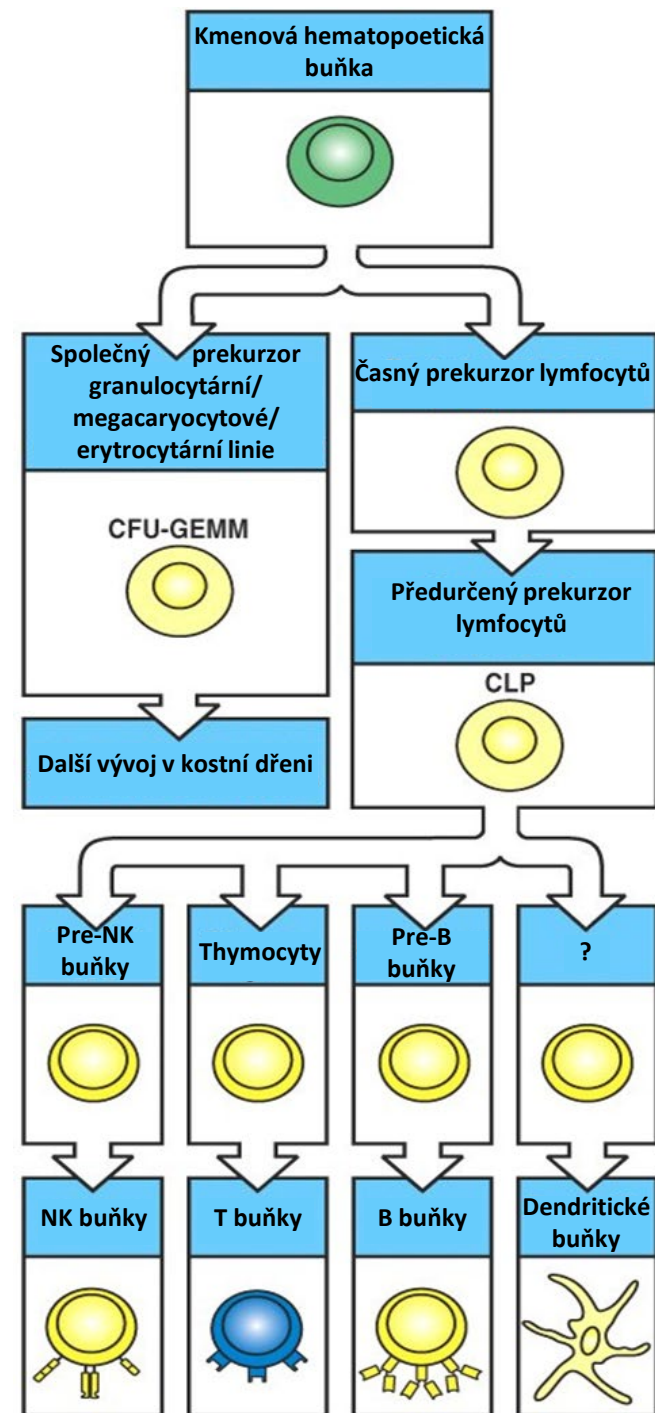 Kmenová hematopoetická
buňka
Společný prekurzor
granulocytární/
megacaryocytové/
erytrocytární linie
CFU-GEMM
Další vývoj v kostní dřeni
Časný prekurzor lymfocytů
Předurčený prekurzor
lymfocytů
CLP
Pre-NK
buňky
Thymocyty
Pre-B
buňky
?
NK buňky
T buňky
B buňky
Dendritické
buňky